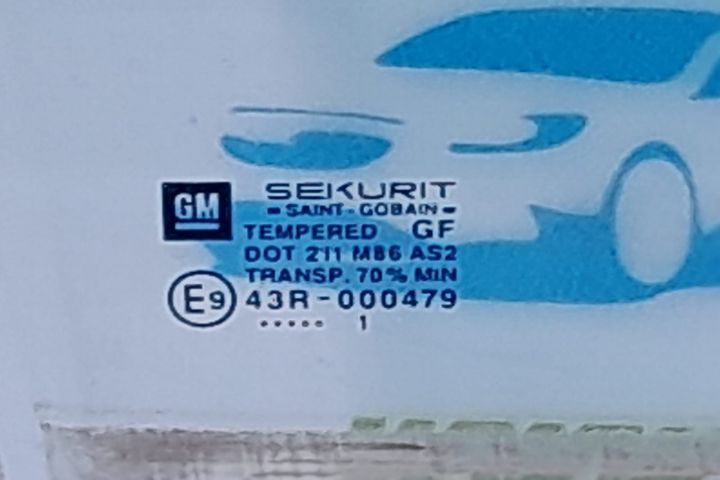 GM
SEKURIT
SAINT - GOBAIN
TEMPERED GF
DOT 211 M86 AS2
TRANSP. 70% MIN
E9 43R-000479
..... 1